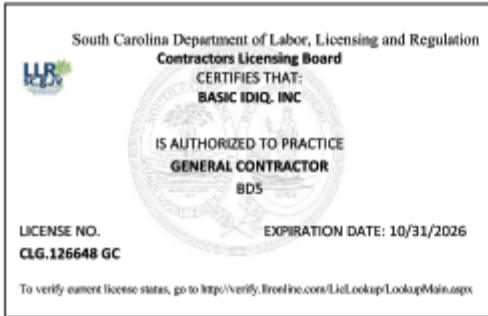 South Carolina Department of Labor, Licensing and Regulation
LLR
Contractors Licensing Board
CERTIFIES THAT:
BASIC IDIQ. INC
IS AUTHORIZED TO PRACTICE
GENERAL CONTRACTOR
BD5
LICENSE NO. EXPIRATION DATE: 10/31/2026
CLG.126648 GC
To verify current license status, go to http://verify.llronline.com/LicLookup/LookupMain.aspx